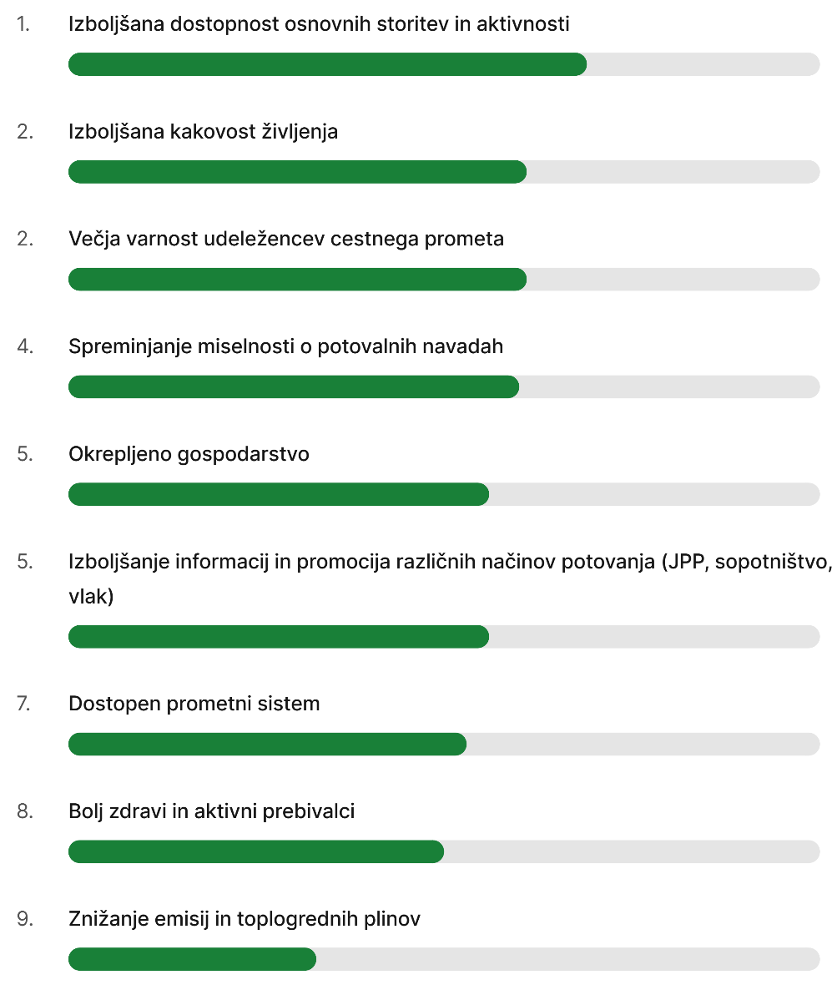 1. Izboljšana dostopnost osnovnih storitev in aktivnosti
2. Izboljšana kakovost življenja
2. Večja varnost udeležencev cestnega prometa
4. Spreminjanje miselnosti o potovalnih navadah
5. Okrepljeno gospodarstvo
5. Izboljšanje informacij in promocija različnih načinov potovanja (JPP, sopotništvo,
vlak)
7. Dostopen prometni sistem
8. Bolj zdravi in aktivni prebivalci
9. Znižanje emisij in toplogrednih plinov